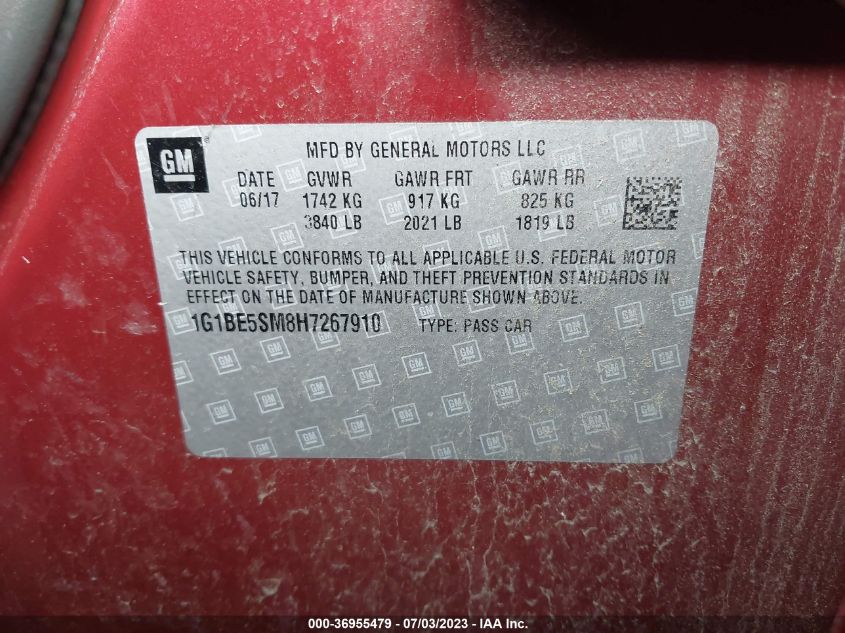 GM
MFD BY GENERAL MOTORS LLC
DATE GVWR GAWR FRT GAWR RR
06/17 1742 KG 917 KG 825 KG
3840 LB 2021 LB 1819 LB
THIS VEHICLE CONFORMS TO ALL APPLICABLE U.S. FEDERAL MOTOR
VEHICLE SAFETY, BUMPER, AND THEFT PREVENTION STANDARDS IN
EFFECT ON THE DATE OF MANUFACTURE SHOWN ABOVE.
1G1BE5SM8H7267910 TYPE: PASS CAR
000-36955479 - 07/03/2023 - IAA Inc.